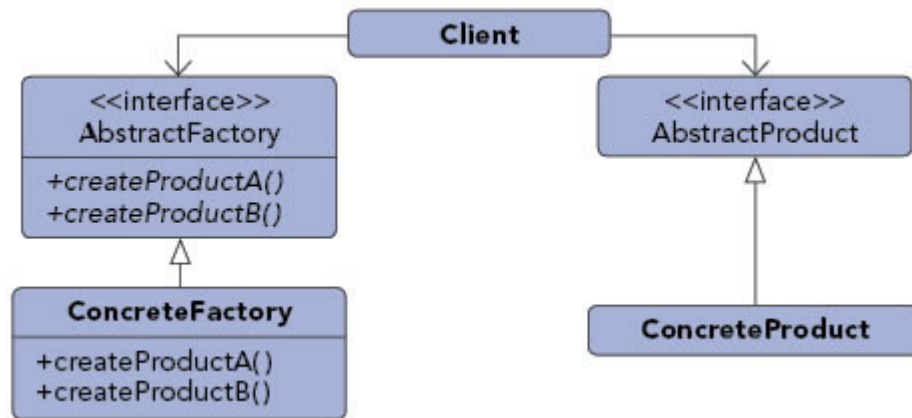 Client
<<interface>>
AbstractFactory
+createProductA()
+createProductB()
<<interface>>
AbstractProduct
ConcreteFactory
+createProductA()
+createProductB()
ConcreteProduct